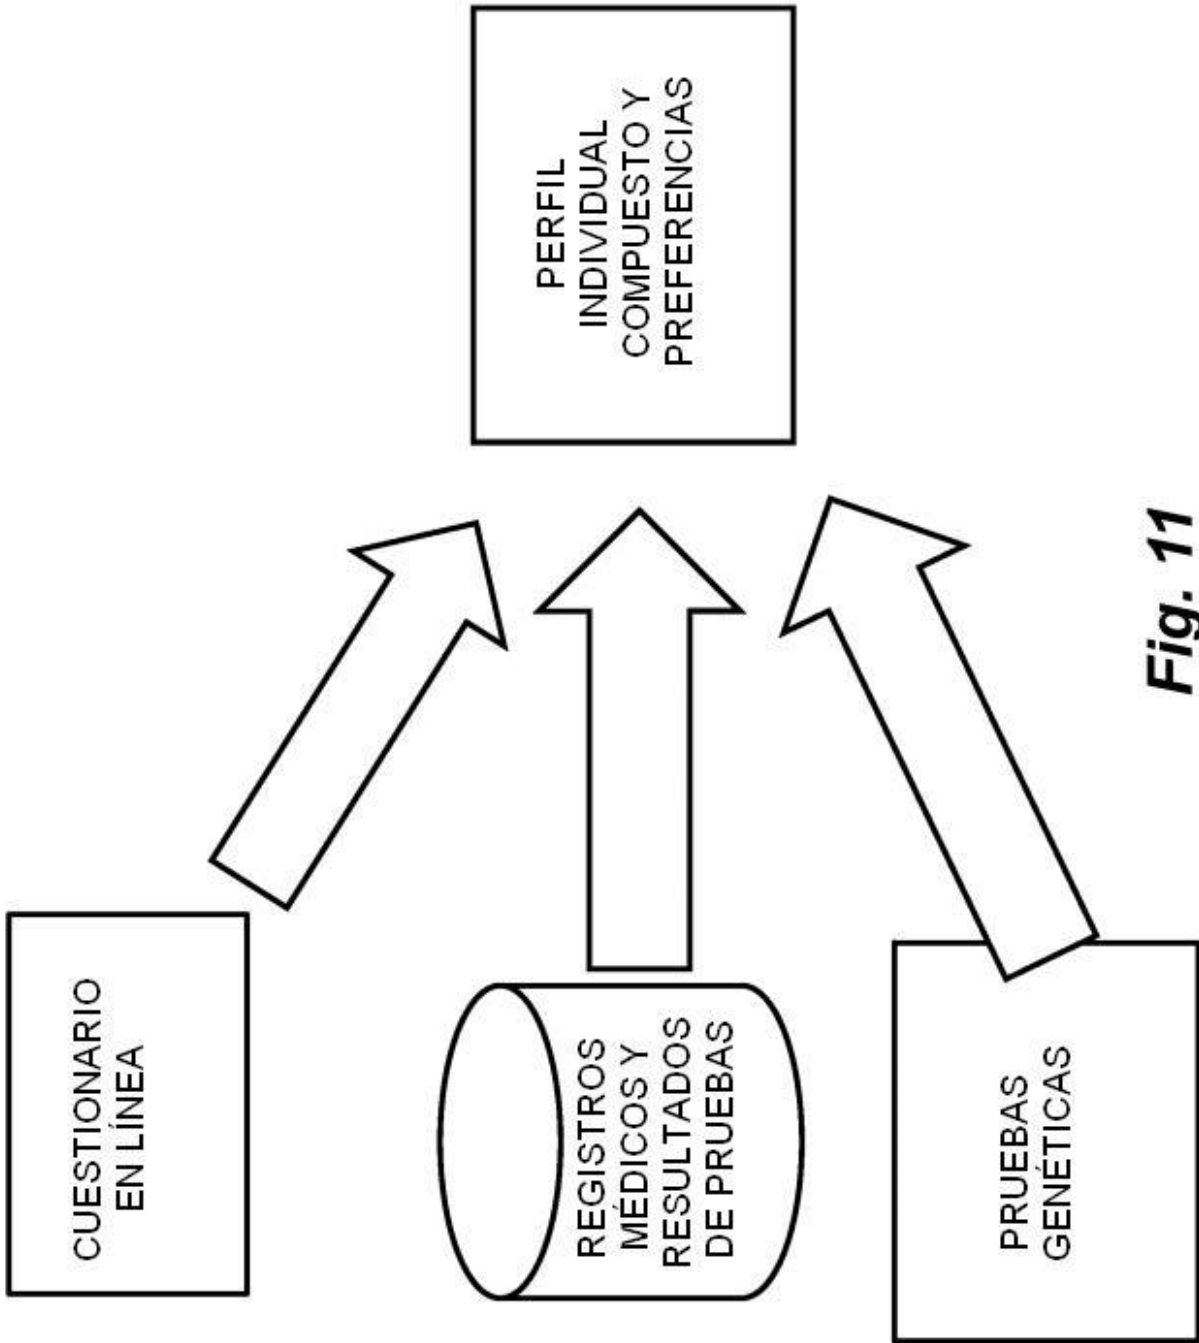 CUESTIONARIO
EN LÍNEA
REGISTROS
MÉDICOS Y
RESULTADOS
DE PRUEBAS
PRUEBAS
GENÉTICAS
PERFIL
INDIVIDUAL
COMPUESTO Y
PREFERENCIAS
Fig. 11